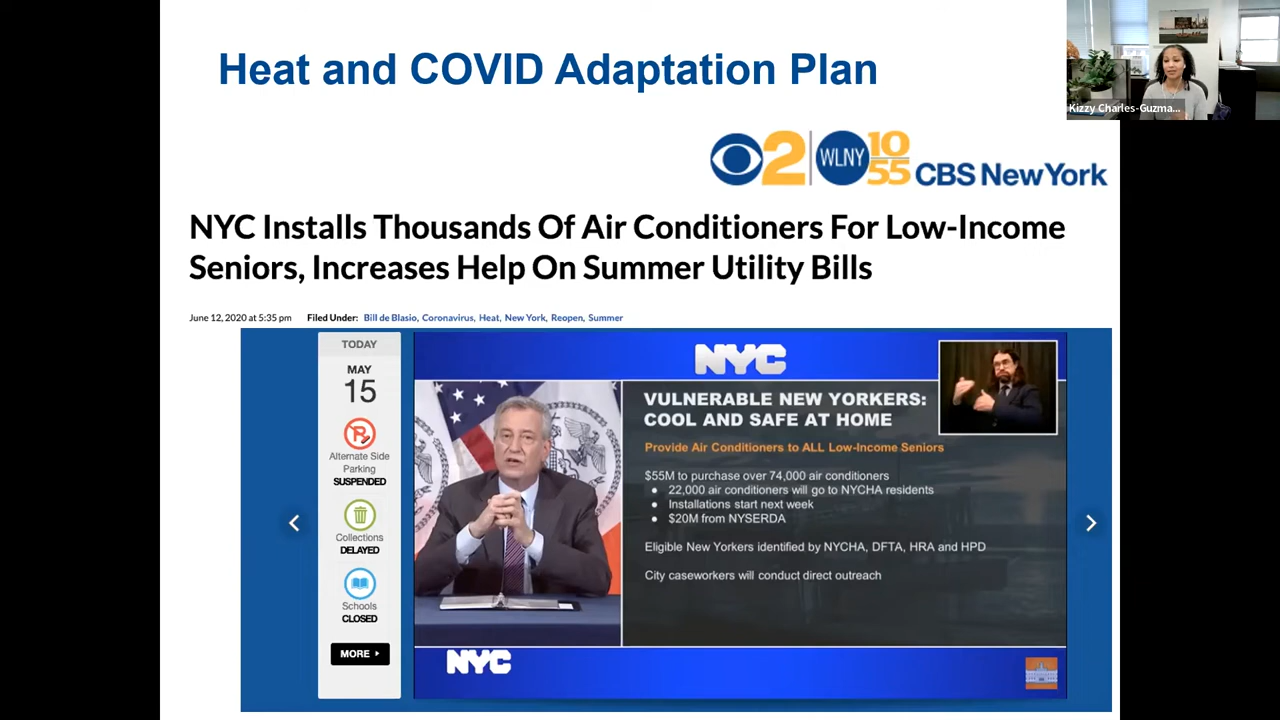 Heat and COVID Adaptation Plan
Kizzy Charles-Guzma...
2 WLNY 10 55 CBS New York
NYC Installs Thousands Of Air Conditioners For Low-Income
Seniors, Increases Help On Summer Utility Bills
June 12, 2020 at 5:35 pm Filed Under: Bill de Blasio, Coronavirus, Heat, New York, Reopen, Summer
TODAY
MAY
15
Alternate Side
Parking
SUSPENDED
Collections
DELAYED
Schools
CLOSED
MORE
NYC
VULNERABLE NEW YORKERS:
COOL AND SAFE AT HOME
Provide Air Conditioners to ALL Low-Income Seniors
$55M to purchase over 74,000 air conditioners
● 22,000 air conditioners will go to NYCHA residents
● Installations start next week
● $20M from NYSERDA
Eligible New Yorkers identified by NYCHA, DFTA, HRA and HPD
City caseworkers will conduct direct outreach
NYC